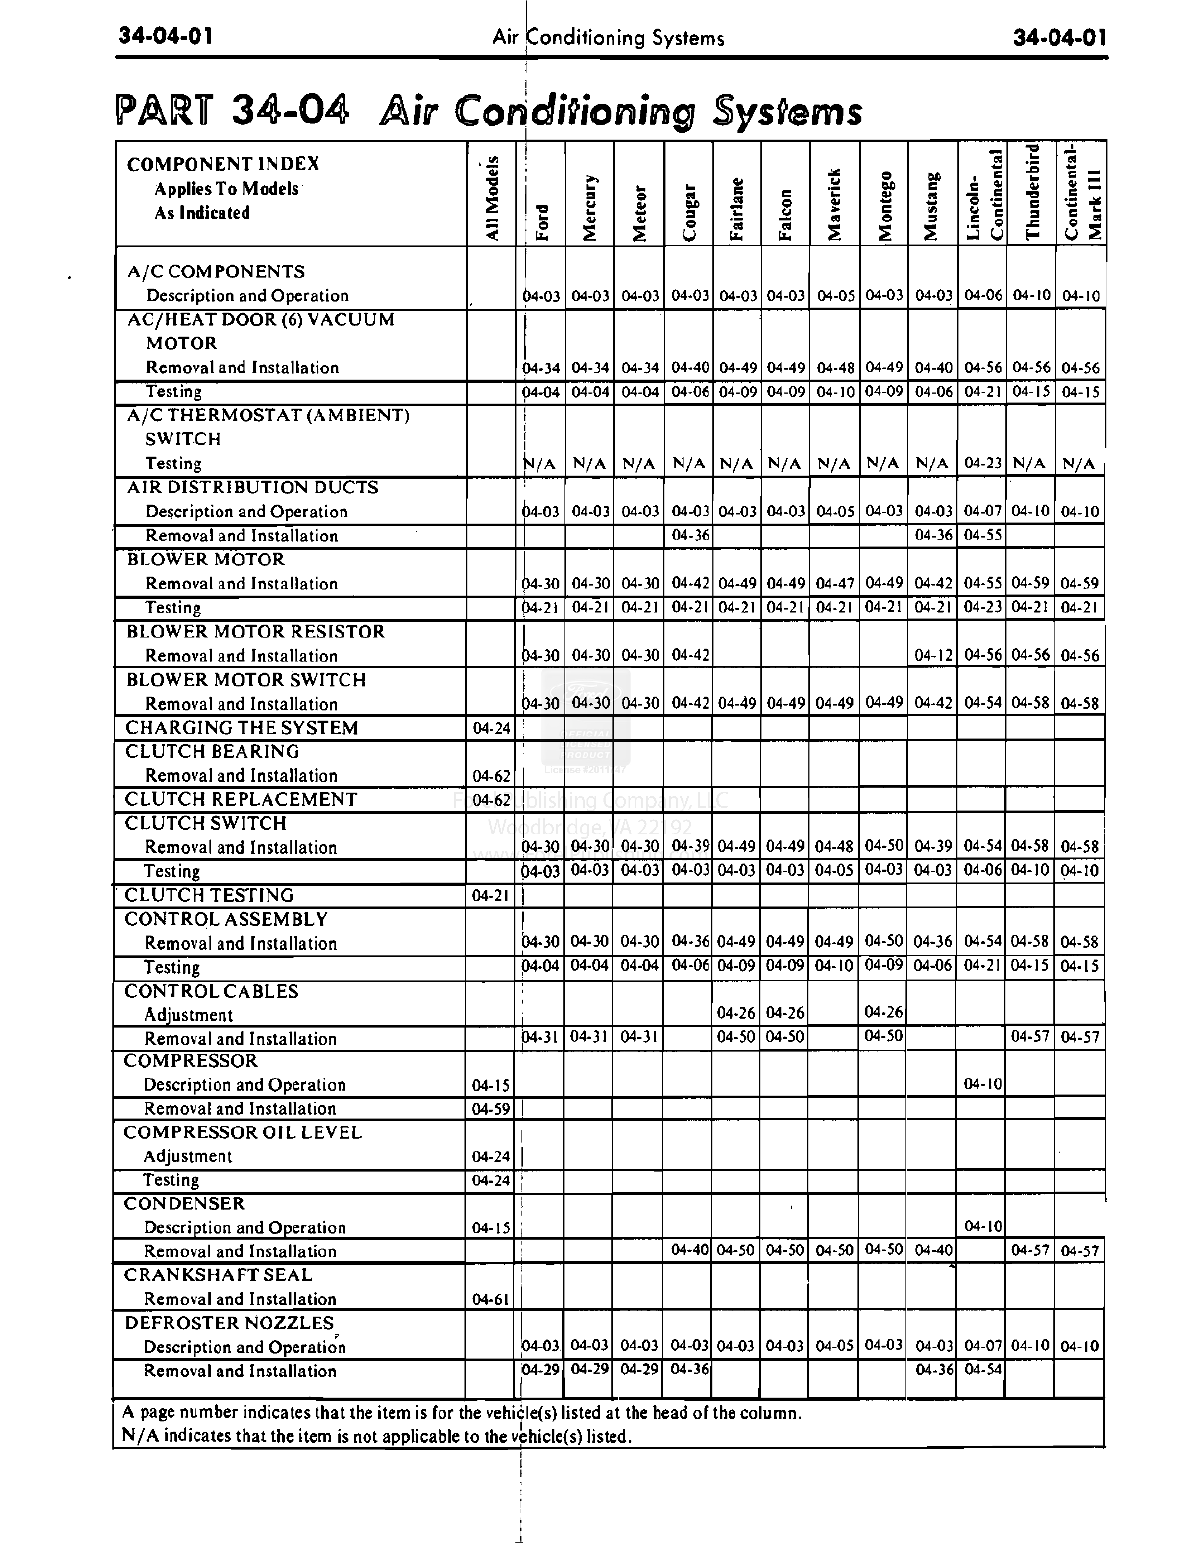 34-04-01 Air Conditioning Systems 34-04-01
PART 34-04 Air Conditioning Systems
COMPONENT INDEX
Applies To Models
As Indicated
All Models
Ford
Mercury
Meteor
Cougar
Fairlane
Falcon
Maverick
Montego
Mustang
Lincoln-
Continental
Thunderbird
Continental-
Mark III
A/C COMPONENTS
Description and Operation 04-03 04-03 04-03 04-03 04-03 04-03 04-05 04-03 04-03 04-06 04-10 04-10
AC/HEAT DOOR (6) VACUUM
MOTOR
Removal and Installation 04-34 04-34 04-34 04-40 04-49 04-49 04-48 04-49 04-40 04-56 04-56 04-56
Testing 04-04 04-04 04-04 04-06 04-09 04-09 04-10 04-09 04-06 04-21 04-15 04-15
A/C THERMOSTAT (AMBIENT)
SWITCH
Testing N/A N/A N/A N/A N/A N/A N/A N/A N/A 04-23 N/A N/A
AIR DISTRIBUTION DUCTS
Description and Operation 04-03 04-03 04-03 04-03 04-03 04-03 04-05 04-03 04-03 04-07 04-10 04-10
Removal and Installation 04-36 04-36 04-55
BLOWER MOTOR
Removal and Installation 04-30 04-30 04-30 04-42 04-49 04-49 04-47 04-49 04-42 04-55 04-59 04-59
Testing 04-21 04-21 04-21 04-21 04-21 04-21 04-21 04-21 04-21 04-23 04-21 04-21
BLOWER MOTOR RESISTOR
Removal and Installation 04-30 04-30 04-30 04-42 04-12 04-56 04-56 04-56
BLOWER MOTOR SWITCH
Removal and Installation 04-30 04-30 04-30 04-42 04-49 04-49 04-49 04-49 04-42 04-54 04-58 04-58
CHARGING THE SYSTEM 04-24
CLUTCH BEARING
Removal and Installation 04-62
CLUTCH REPLACEMENT 04-62
CLUTCH SWITCH
Removal and Installation 04-30 04-30 04-30 04-39 04-49 04-49 04-48 04-50 04-39 04-54 04-58 04-58
Testing 04-03 04-03 04-03 04-03 04-03 04-03 04-05 04-03 04-03 04-06 04-10 04-10
CLUTCH TESTING 04-21
CONTROL ASSEMBLY
Removal and Installation 04-30 04-30 04-30 04-36 04-49 04-49 04-49 04-50 04-36 04-54 04-58 04-58
Testing 04-04 04-04 04-04 04-06 04-09 04-09 04-10 04-09 04-06 04-21 04-15 04-15
CONTROL CABLES
Adjustment 04-26 04-26 04-26
Removal and Installation 04-31 04-31 04-31 04-50 04-50 04-50 04-57 04-57
COMPRESSOR
Description and Operation 04-15 04-10
Removal and Installation 04-59
COMPRESSOR OIL LEVEL
Adjustment 04-24
Testing 04-24
CONDENSER
Description and Operation 04-15 04-10
Removal and Installation 04-40 04-50 04-50 04-50 04-50 04-40 04-57 04-57
CRANKSHAFT SEAL
Removal and Installation 04-61
DEFROSTER NOZZLES
Description and Operation 04-03 04-03 04-03 04-03 04-03 04-03 04-05 04-03 04-03 04-07 04-10 04-10
Removal and Installation 04-29 04-29 04-29 04-36 04-36 04-54
A page number indicates that the item is for the vehicle(s) listed at the head of the column.
N/A indicates that the item is not applicable to the vehicle(s) listed.
Publishing Company, LLC
Woodbridge, VA 22192